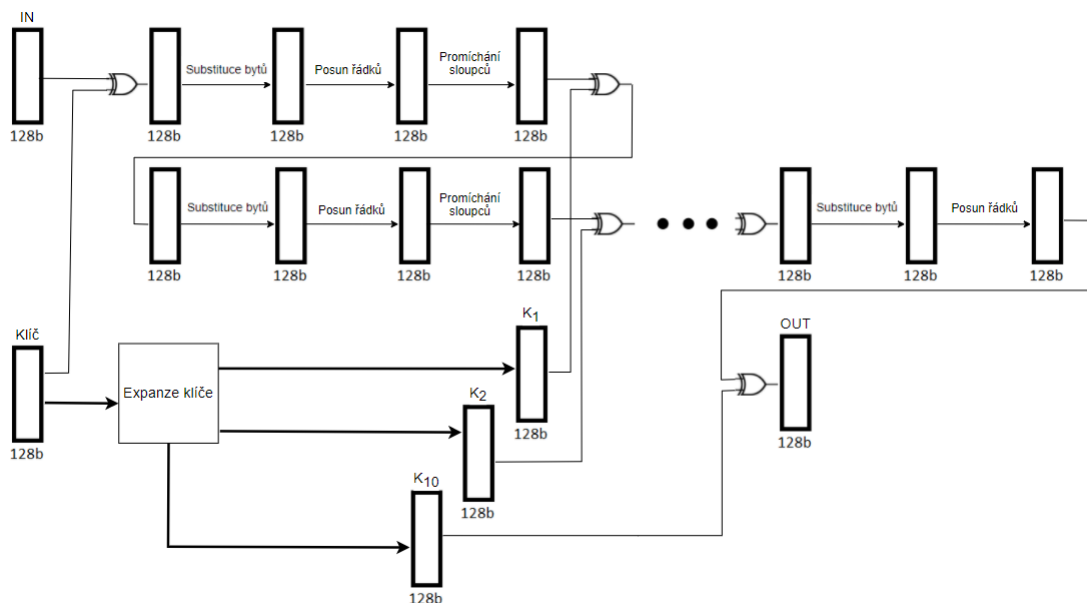 IN
128b
128b
Substituce bytů
128b
Posun řádků
128b
Promíchání
sloupců
128b
128b
Substituce bytů
128b
Posun řádků
128b
Promíchání
sloupců
128b
128b
Substituce bytů
128b
Posun řádků
128b
Klíč
128b
Expanze klíče
K1
128b
K2
128b
K10
128b
OUT
128b